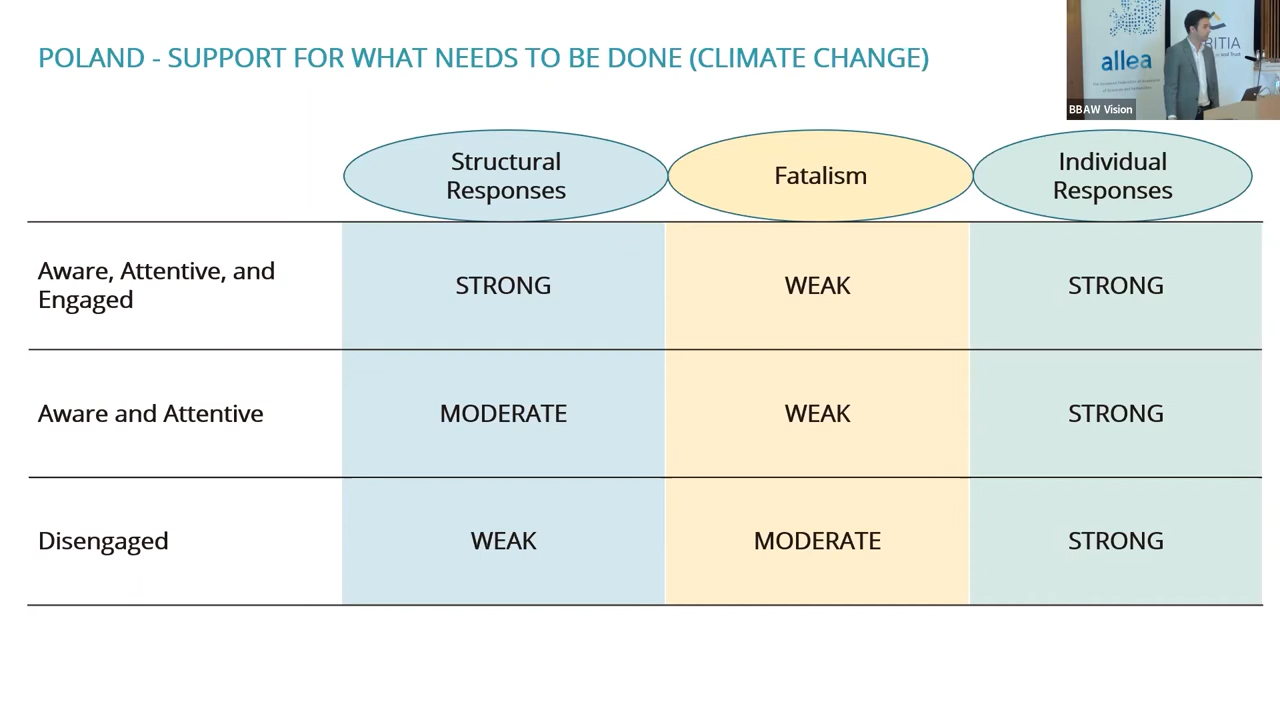 POLAND - SUPPORT FOR WHAT NEEDS TO BE DONE (CLIMATE CHANGE)
allea
RITIA
BBAW Vision
Structural
Responses
Fatalism
Individual
Responses
Aware, Attentive, and
Engaged
STRONG
WEAK
STRONG
Aware and Attentive
MODERATE
WEAK
STRONG
Disengaged
WEAK
MODERATE
STRONG